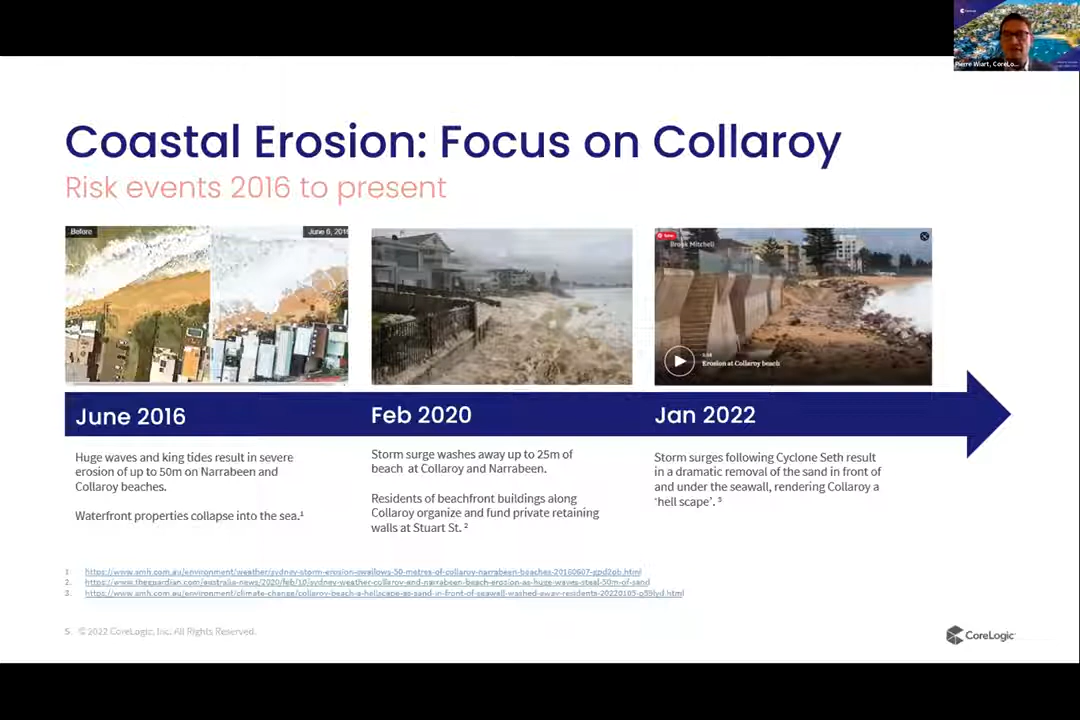 CoreLogic
Pierre Wiart, CoreLo...
Coastal Erosion: Focus on Collaroy
Risk events 2016 to present
Before
June 6, 2016
Brook Mitchell
Erosion at Collaroy beach
June 2016
Feb 2020
Jan 2022
Huge waves and king tides result in severe
erosion of up to 50m on Narrabeen and
Collaroy beaches.
Waterfront properties collapse into the sea.¹
Storm surge washes away up to 25m of
beach at Collaroy and Narrabeen.
Residents of beachfront buildings along
Collaroy organize and fund private retaining
walls at Stuart St. ²
Storm surges following Cyclone Seth result
in a dramatic removal of the sand in front of
and under the seawall, rendering Collaroy a
'hell scape'. ³
1. https://www.smh.com.au/environment/weather/sydney-storm-erosion-swallows-50-metres-of-collaroy-narrabeen-beaches-20160607-gpd2pb.html
2. https://www.theguardian.com/australia-news/2020/feb/10/sydney-weather-collaroy-and-narrabeen-beach-erosion-as-huge-waves-steal-50m-of-sand
3. https://www.smh.com.au/environment/climate-change/collaroy-beach-a-hellscape-as-sand-in-front-of-seawall-washed-away-residents-20220105-p59lyd.html
5. © 2022 CoreLogic, Inc. All Rights Reserved.
CoreLogic